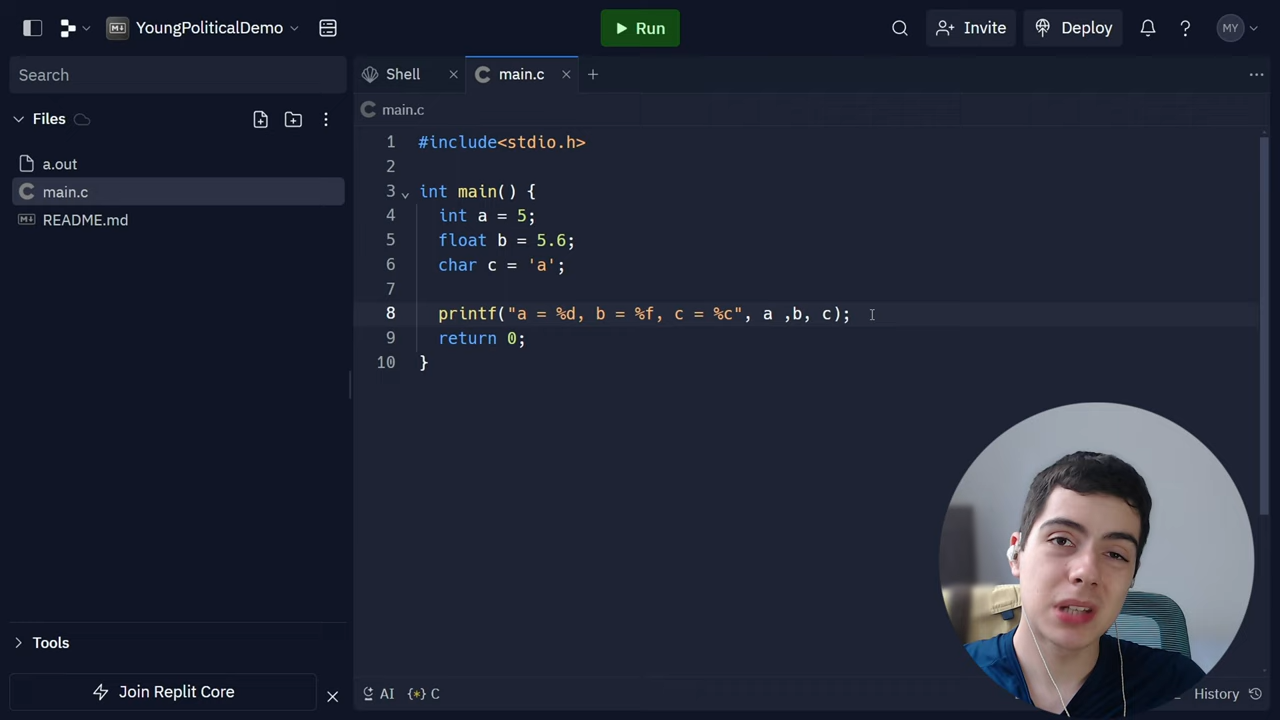 YoungPoliticalDemo
Run
Invite
Deploy
MY
Search
Shell
main.c
Files
main.c
a.out
main.c
README.md
1 #include<stdio.h>
2
3 int main() {
4 int a = 5;
5 float b = 5.6;
6 char c = 'a';
7
8 printf("a = %d, b = %f, c = %c", a ,b, c);
9 return 0;
10 }
Tools
Join Replit Core
AI
{*} C
History